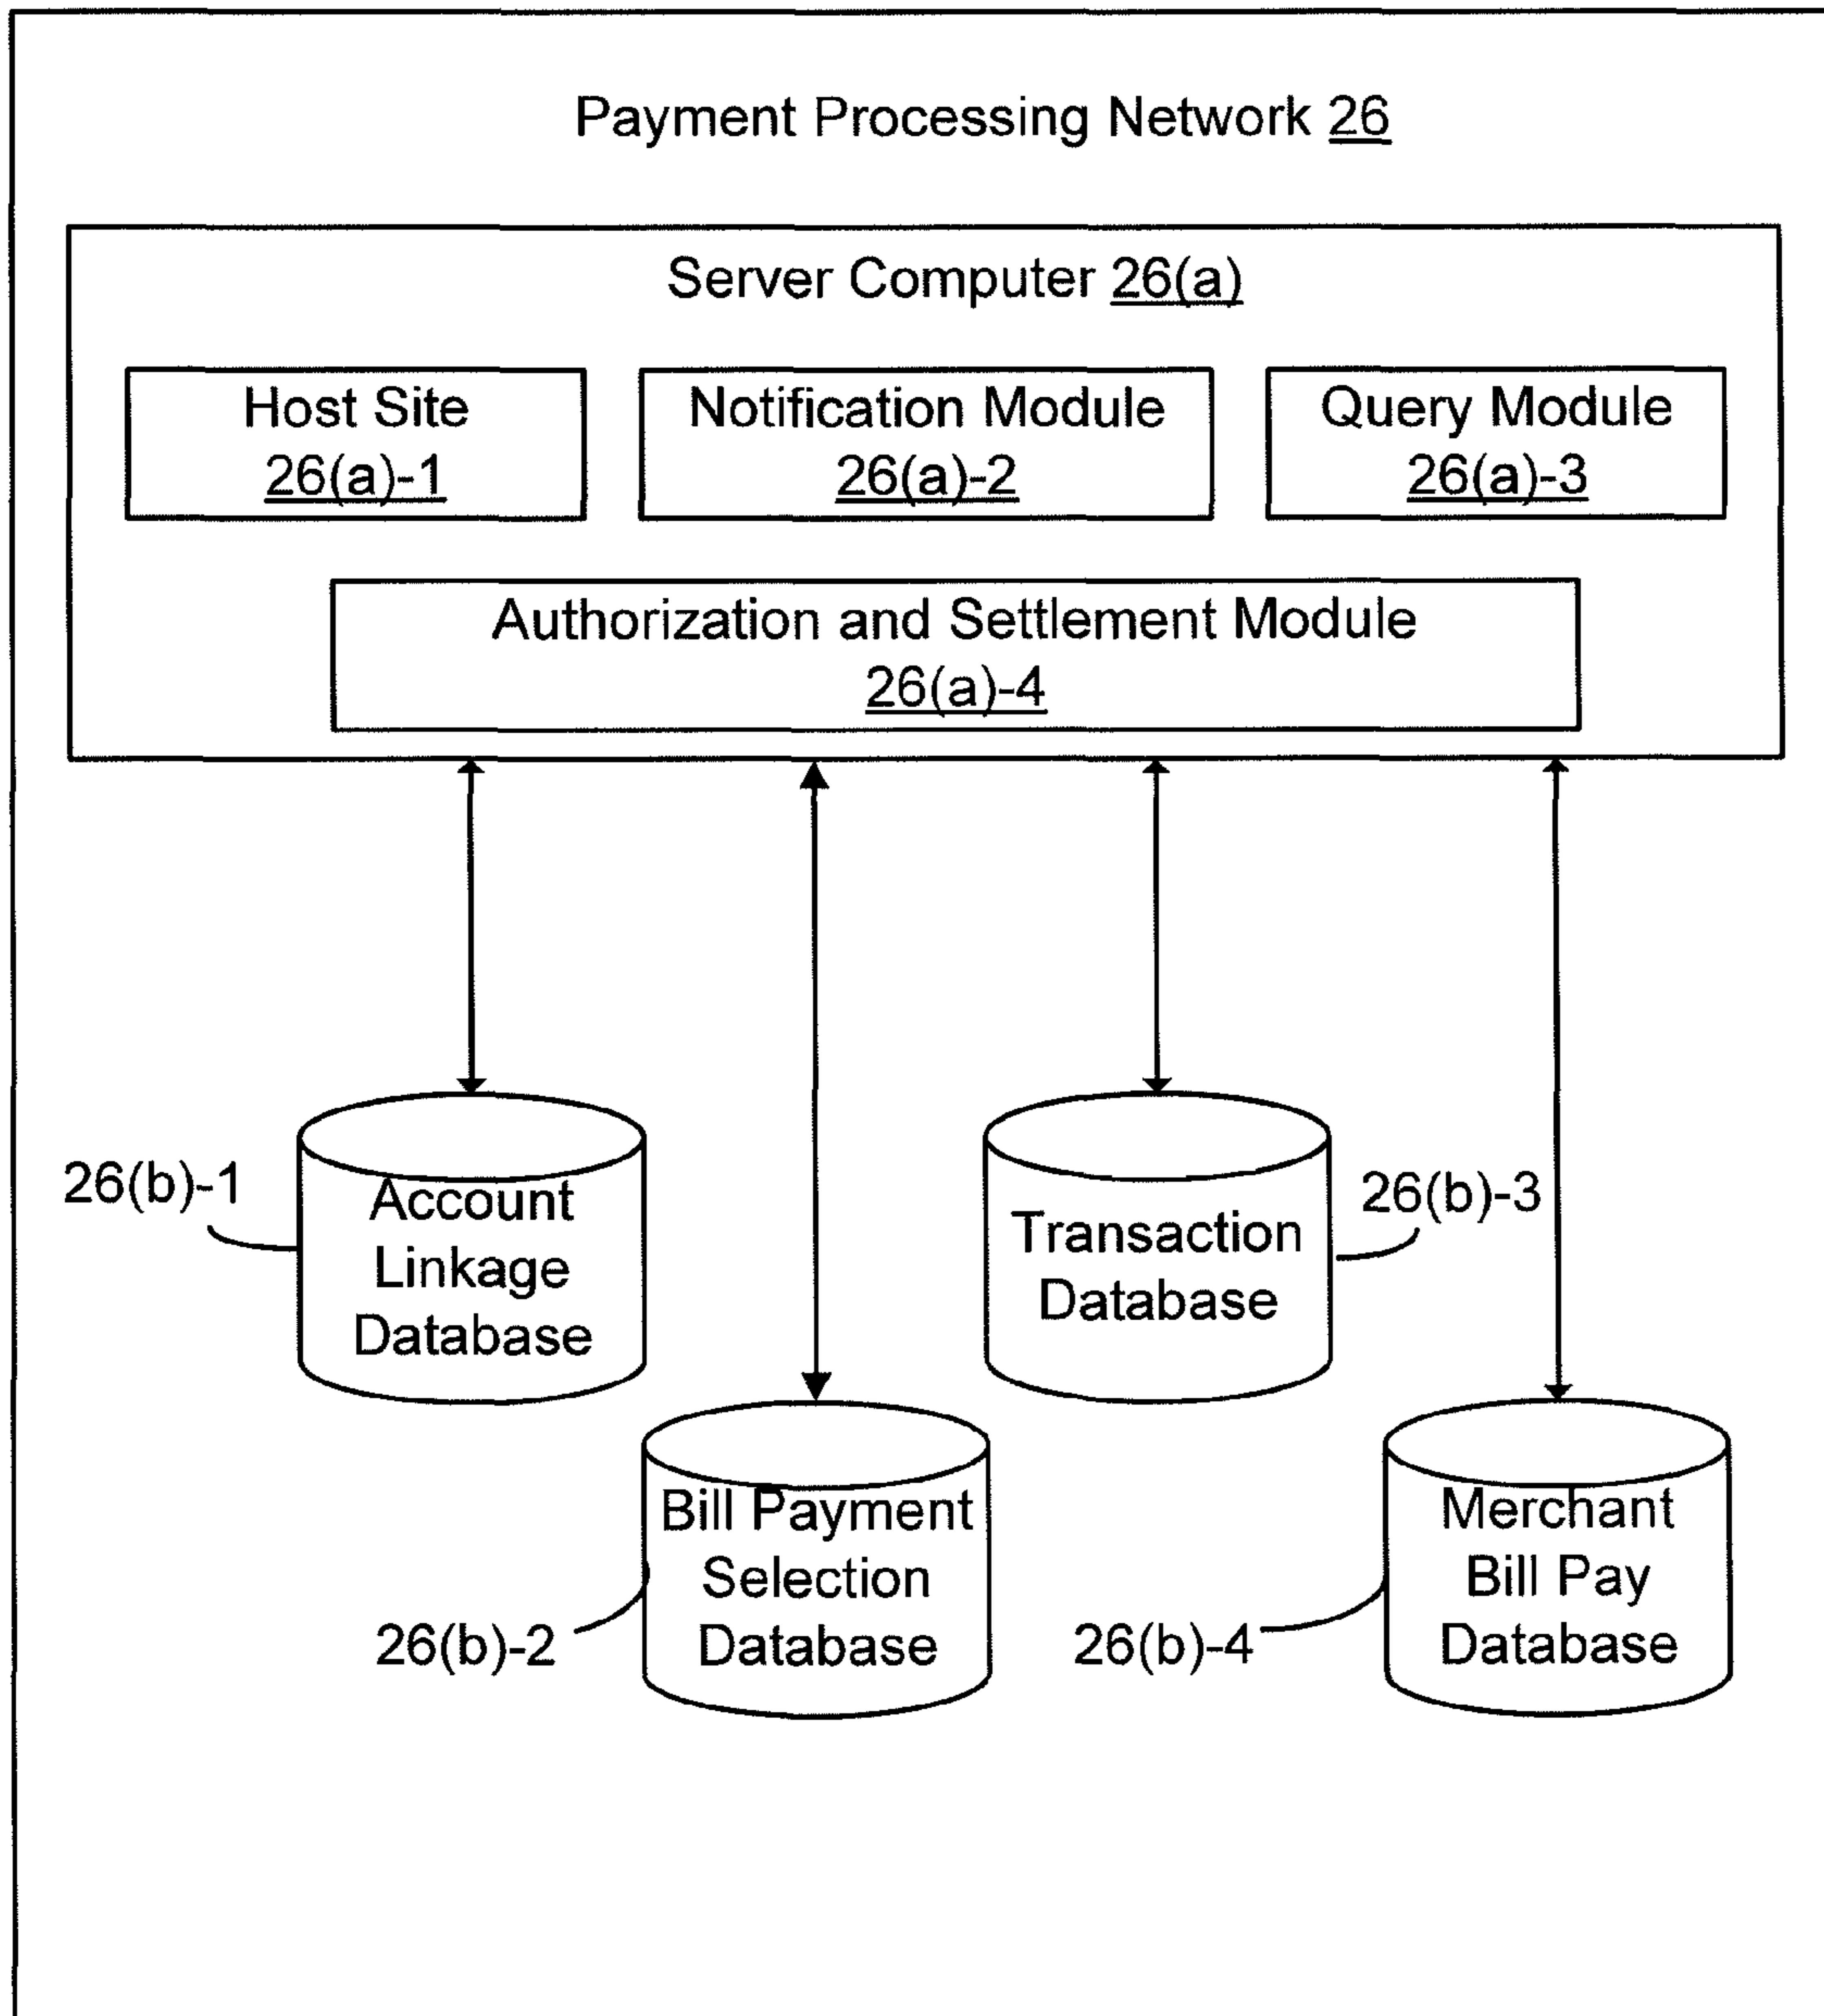 Payment Processing Network 26
Server Computer 26(a)
Host Site
26(a)-1
Notification Module
26(a)-2
Query Module
26(a)-3
Authorization and Settlement Module
26(a)-4
26(b)-1
Account
Linkage
Database
Transaction
Database
26(b)-3
Bill Payment
Selection
Database
26(b)-2
Merchant
Bill Pay
Database
26(b)-4